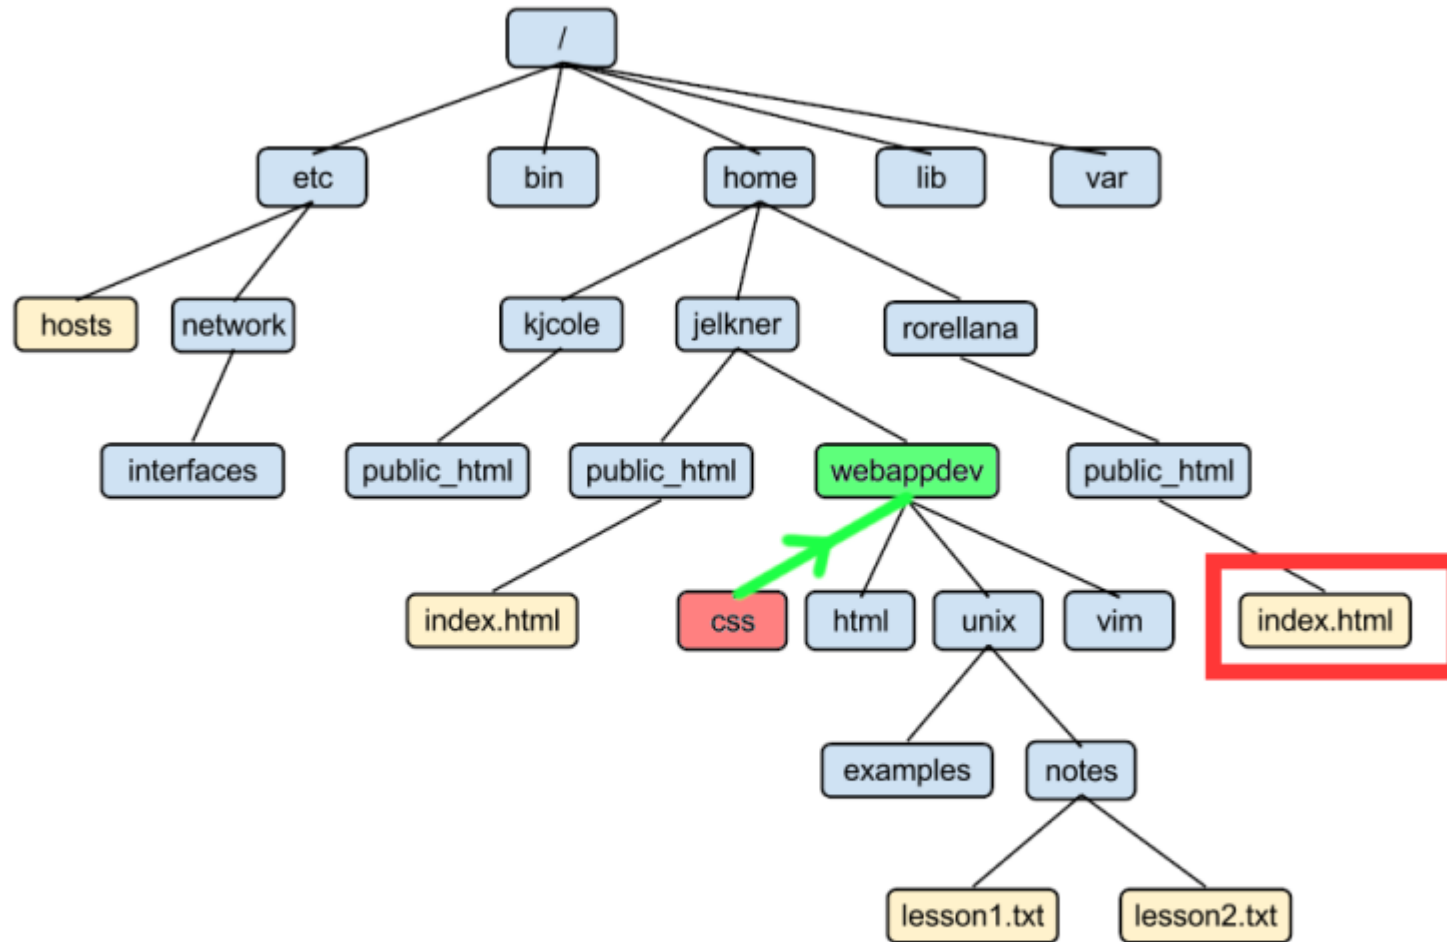 /
etc
bin
home
lib
var
hosts
network
kjcole
jelkner
rorellana
interfaces
public_html
public_html
webappdev
public_html
index.html
css
html
unix
vim
index.html
examples
notes
lesson1.txt
lesson2.txt